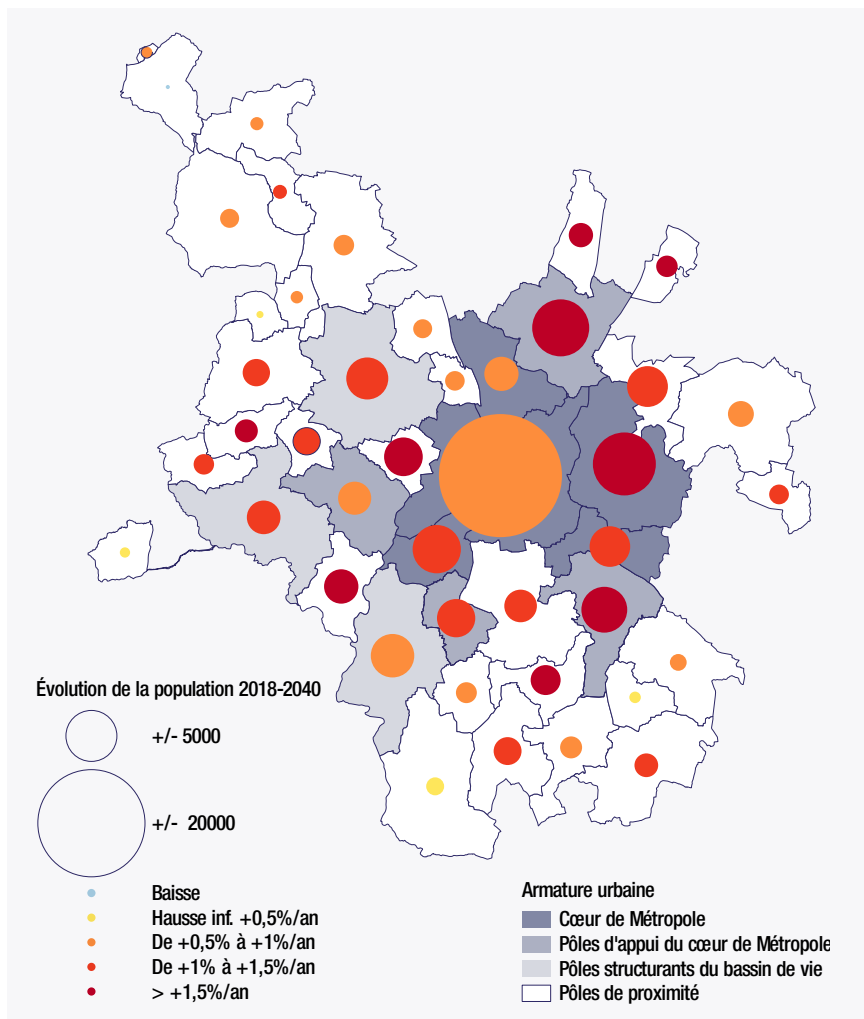 Évolution de la population 2018-2040
+/- 5000
+/- 20000
Baisse
Hausse inf. +0,5%/an
De +0,5% à +1%/an
De +1% à +1,5%/an
> +1,5%/an
Armature urbaine
Cœur de Métropole
Pôles d'appui du cœur de Métropole
Pôles structurants du bassin de vie
Pôles de proximité